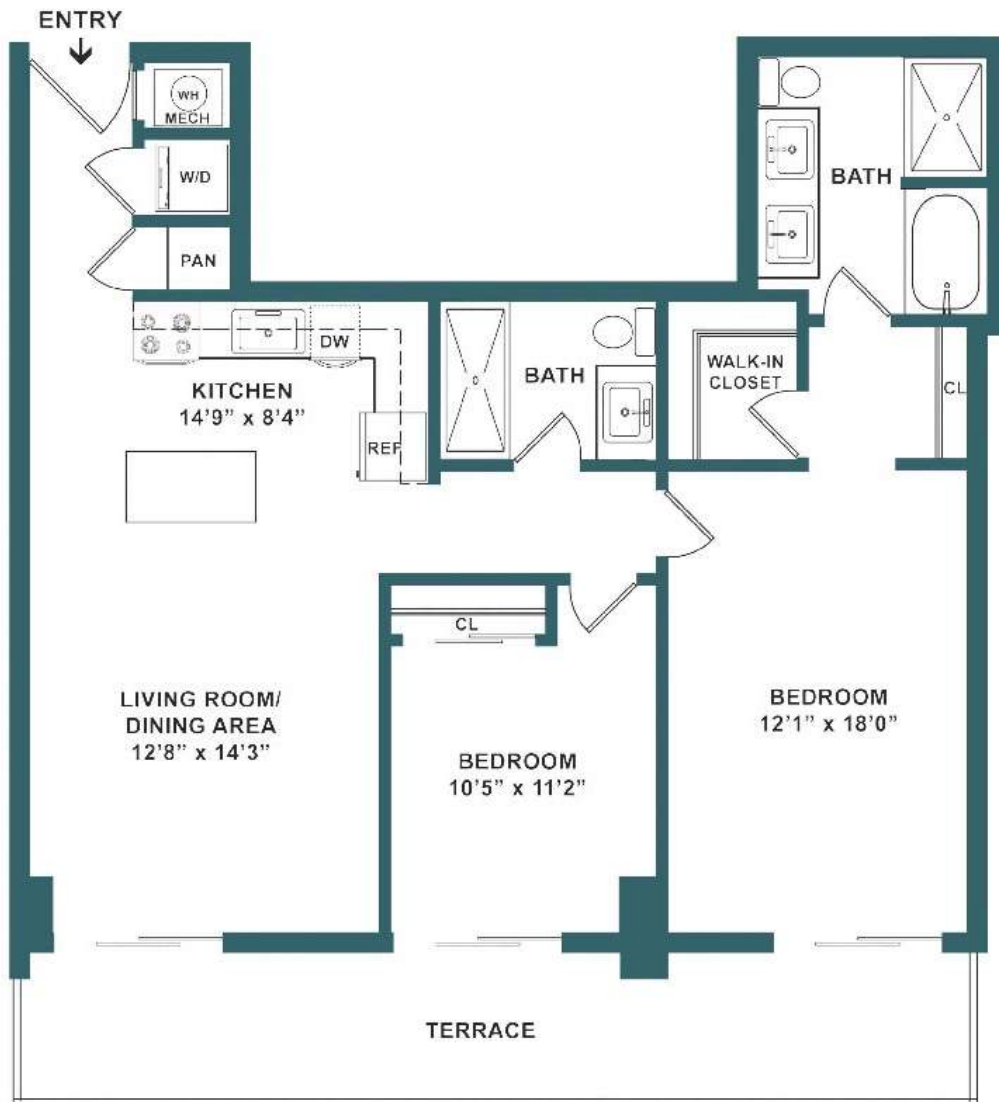 ENTRY
WH
MECH
W/D
PAN
BATH
KITCHEN
14’9” x 8’4”
DW
REF
BATH
WALK-IN
CLOSET
CL
CL
LIVING ROOM/
DINING AREA
12’8” x 14’3”
BEDROOM
10’5” x 11’2”
BEDROOM
12’1” x 18’0”
TERRACE